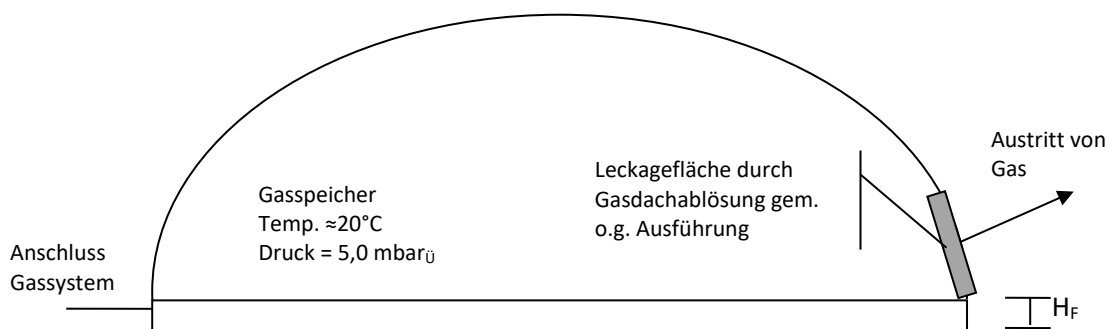 Anschluss
Gassystem
Gasspeicher
Temp. ≈20°C
Druck = 5,0 mbarÜ
Leckagefläche durch
Gasdachablösung gem.
o.g. Ausführung
Austritt von
Gas
HF